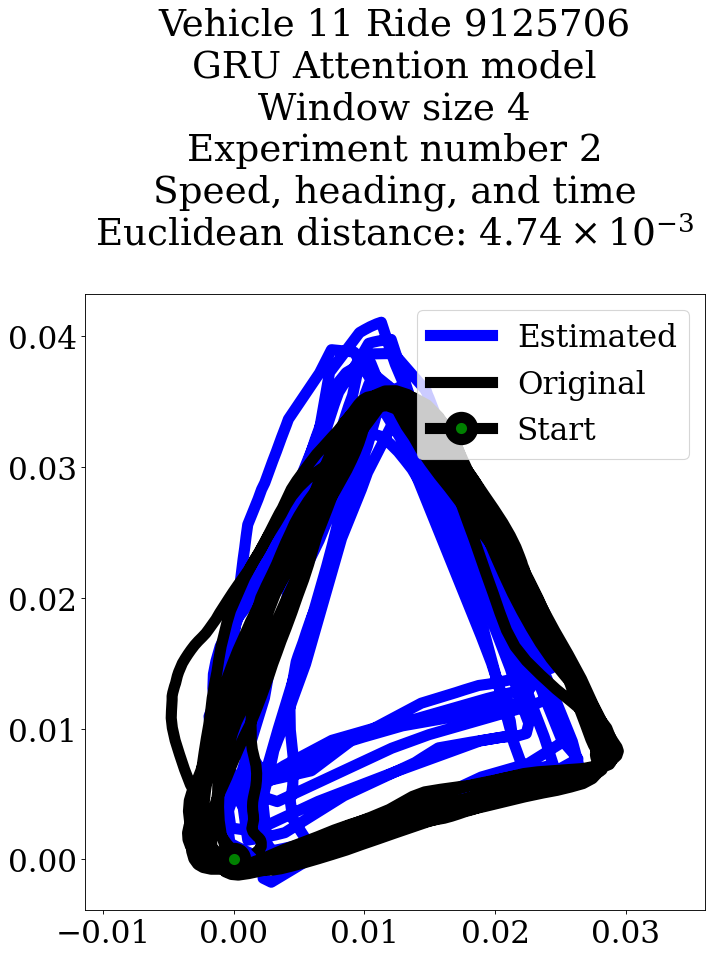 Vehicle 11 Ride 9125706
GRU Attention model
Window size 4
Experiment number 2
Speed, heading, and time
Euclidean distance: 4.74 × 10⁻³
Estimated
Original
Start
0.04
0.03
0.02
0.01
0.00
−0.01 0.00 0.01 0.02 0.03